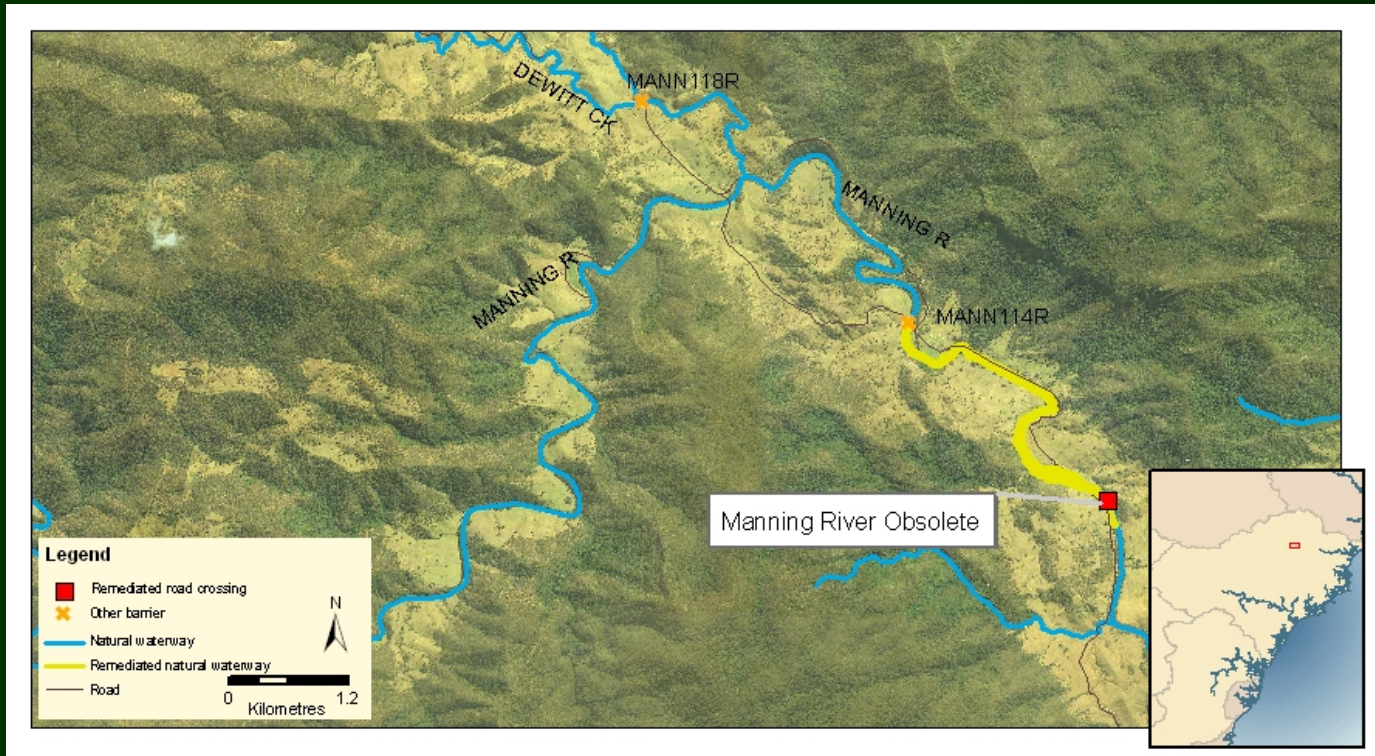 DEWITT CK
MANN118R
MANNING R
MANNING R
MANN114R
Manning River Obsolete
Legend
Remediated road crossing
Other barrier
Natural waterway
Remediated natural waterway
Road
N
0 1.2
Kilometres